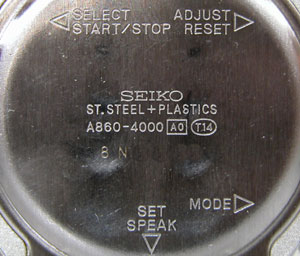 SELECT ADJUST
START/STOP RESET
SEIKO
ST.STEEL+PLASTICS
A860-4000 A0 T14
8 N
MODE
SET
SPEAK